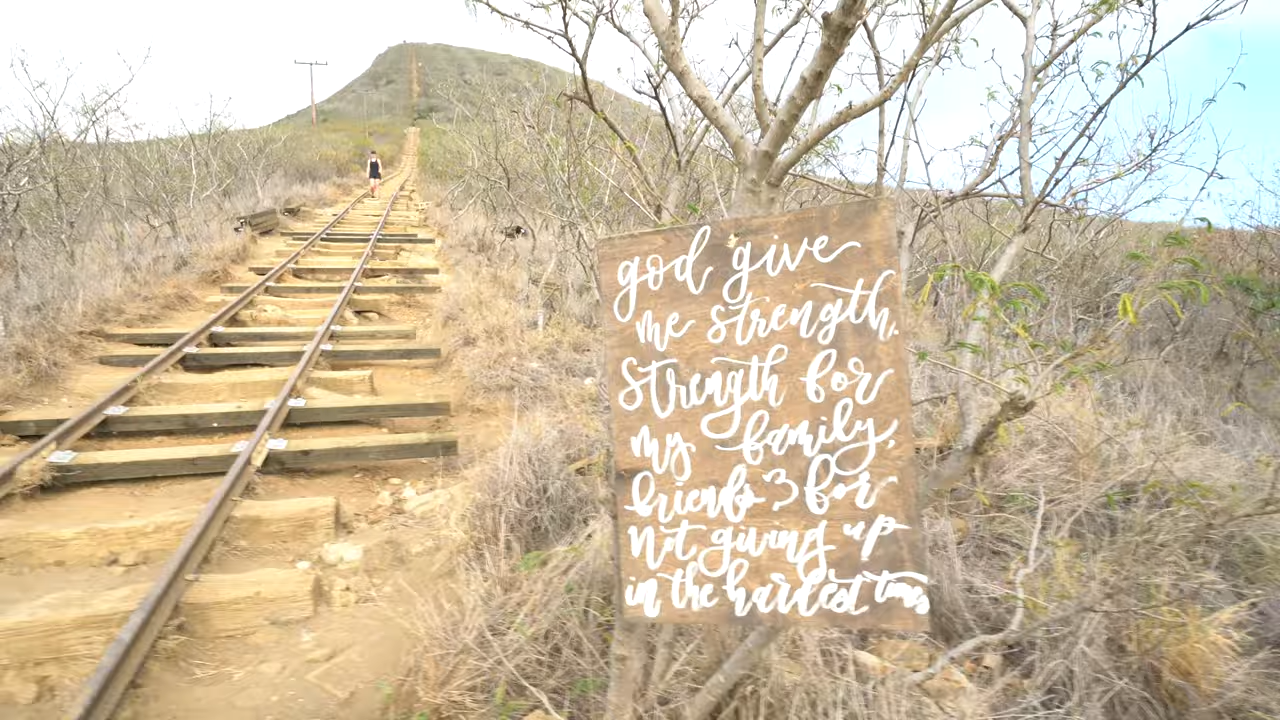 god give
me strength.
Strength for
my family,
friends & for
not giving up
in the hardest times